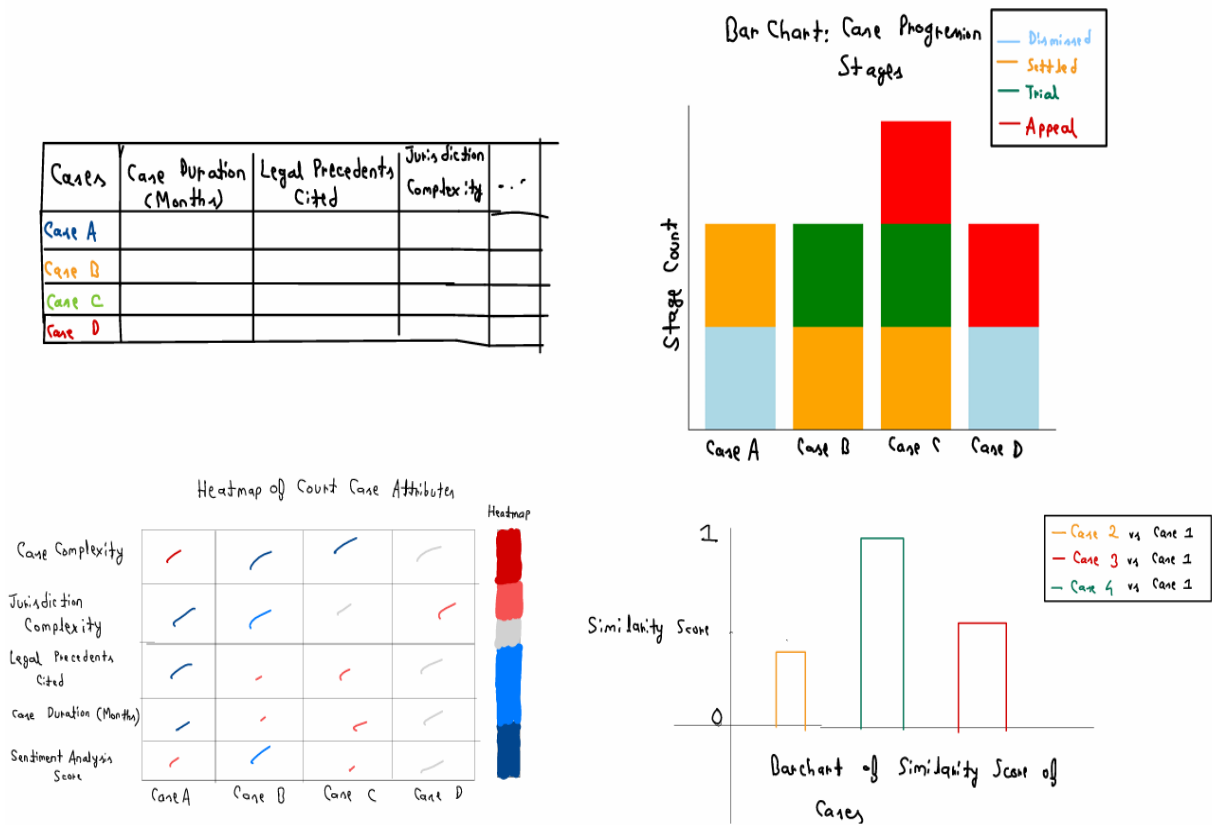 Bar Chart: Case Progression
Stages
Dismissed
Settled
Trial
Appeal
Cases
Case Duration
(Months)
Legal Precedents
Cited
Jurisdiction
Complexity
...
Case A
Case B
Case C
Case D
Stage Count
Case A Case B Case C Case D
Heatmap of Count Case Attributes
Heatmap
Case Complexity
Jurisdiction
Complexity
Legal Precedents
Cited
Case Duration (Months)
Sentiment Analysis
Score
Case A Case B Case C Case D
Case 2 vs Case 1
Case 3 vs Case 1
Case 4 vs Case 1
1
Similarity Score
0
Barchart of Similarity Score of
Cases